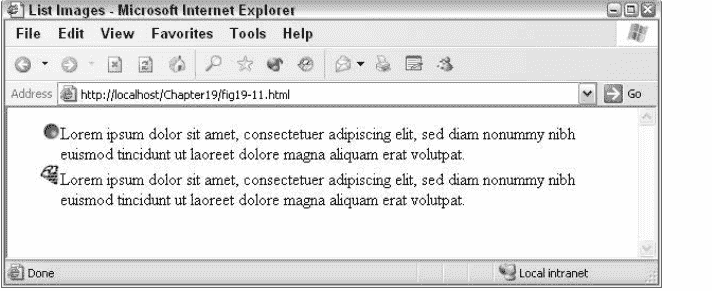 List Images - Microsoft Internet Explorer
File Edit View Favorites Tools Help
Address http://localhost/Chapter19/fig19-11.html Go
Lorem ipsum dolor sit amet, consectetuer adipiscing elit, sed diam nonummy nibh
euismod tincidunt ut laoreet dolore magna aliquam erat volutpat.
Lorem ipsum dolor sit amet, consectetuer adipiscing elit, sed diam nonummy nibh
euismod tincidunt ut laoreet dolore magna aliquam erat volutpat.
Done Local intranet